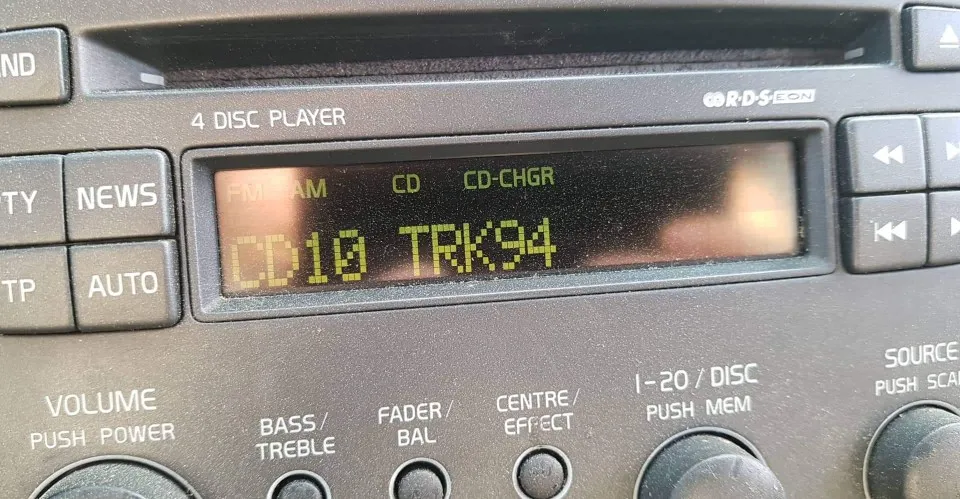 ND
4 DISC PLAYER
R·D·S EON
TY
NEWS
FM AM CD CD-CHGR
CD10 TRK94
TP
AUTO
VOLUME
PUSH POWER
BASS/
TREBLE
FADER/
BAL
CENTRE/
EFFECT
1-20/DISC
PUSH MEM
SOURCE
PUSH SCA